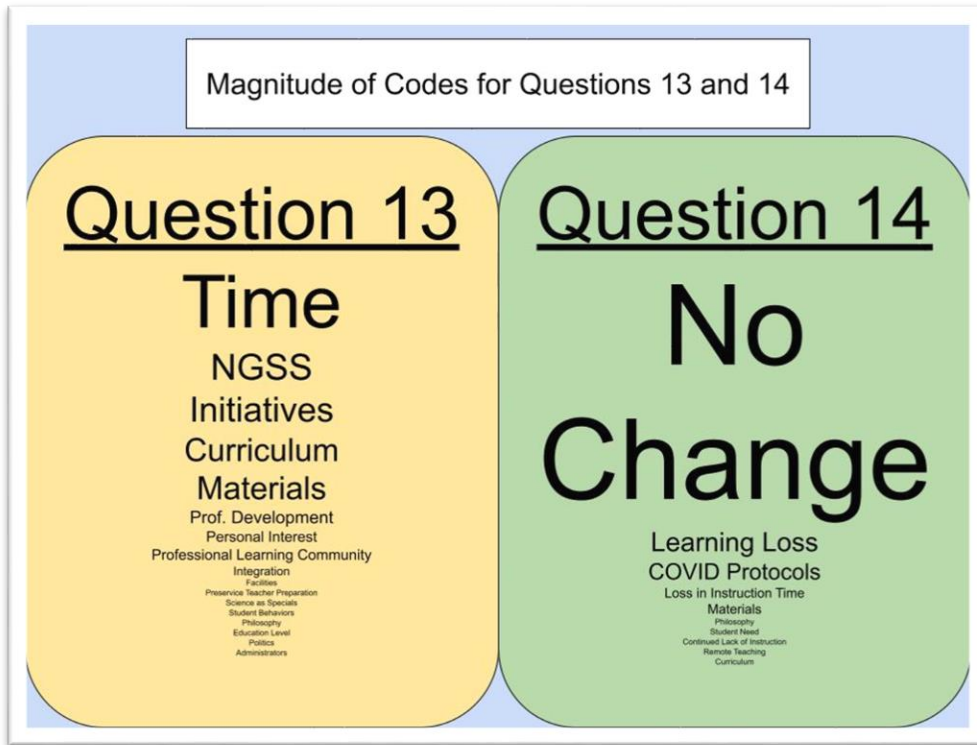 Magnitude of Codes for Questions 13 and 14
Question 13
Time
NGSS
Initiatives
Curriculum
Materials
Prof. Development
Personal Interest
Professional Learning Community
Integration
Facilities
Preservice Teacher Preparation
Science as Specials
Student Behaviors
Philosophy
Education Level
Politics
Administrators
Question 14
No
Change
Learning Loss
COVID Protocols
Loss in Instruction Time
Materials
Philosophy
Student Need
Continued Lack of Instruction
Remote Teaching
Curriculum